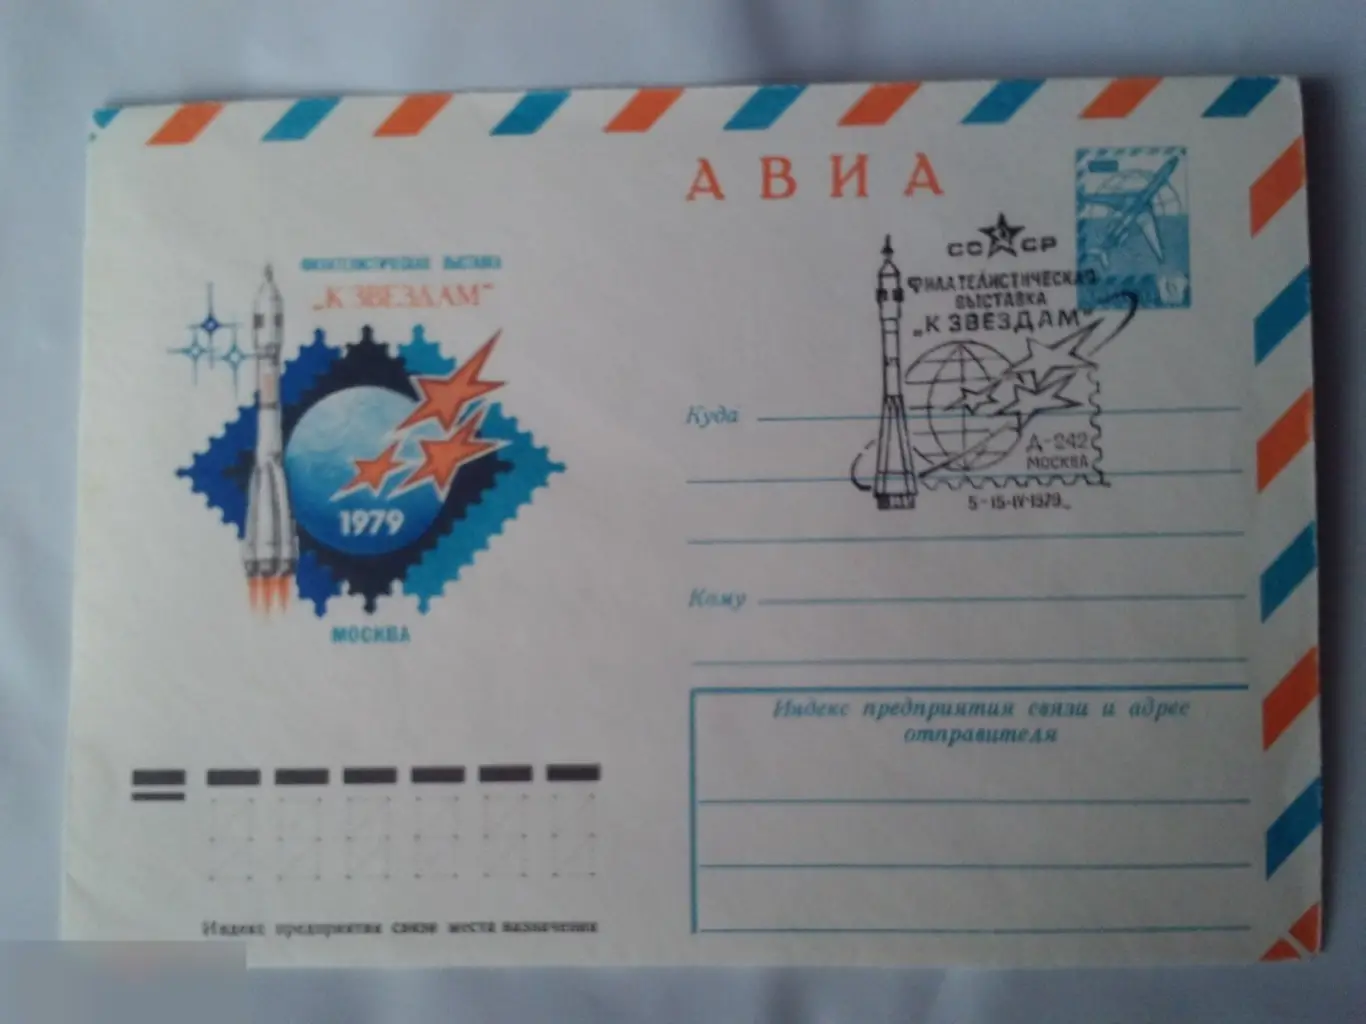 АВИА
ФИЛАТЕЛИСТИЧЕСКАЯ ВЫСТАВКА
„К ЗВЕЗДАМ"
1979
МОСКВА
СССР
ФИЛАТЕЛИСТИЧЕСКАЯ
ВЫСТАВКА
„К ЗВЕЗДАМ"
Д-242
МОСКВА
5-15-IV-1979
6
Куда
Кому
Индекс предприятия связи и адрес
отправителя
Индекс предприятия связи места назначения